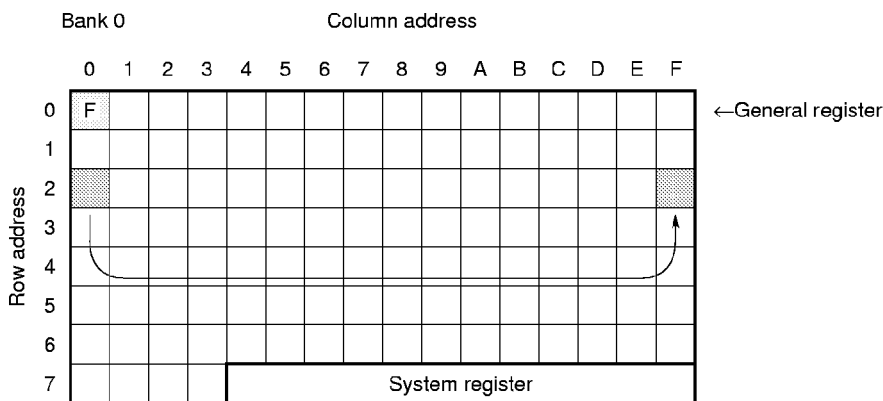 Bank 0 Column address
0 1 2 3 4 5 6 7 8 9 A B C D E F
0 F ←General register
1
2
3
4
5
6
7 System register
Row address